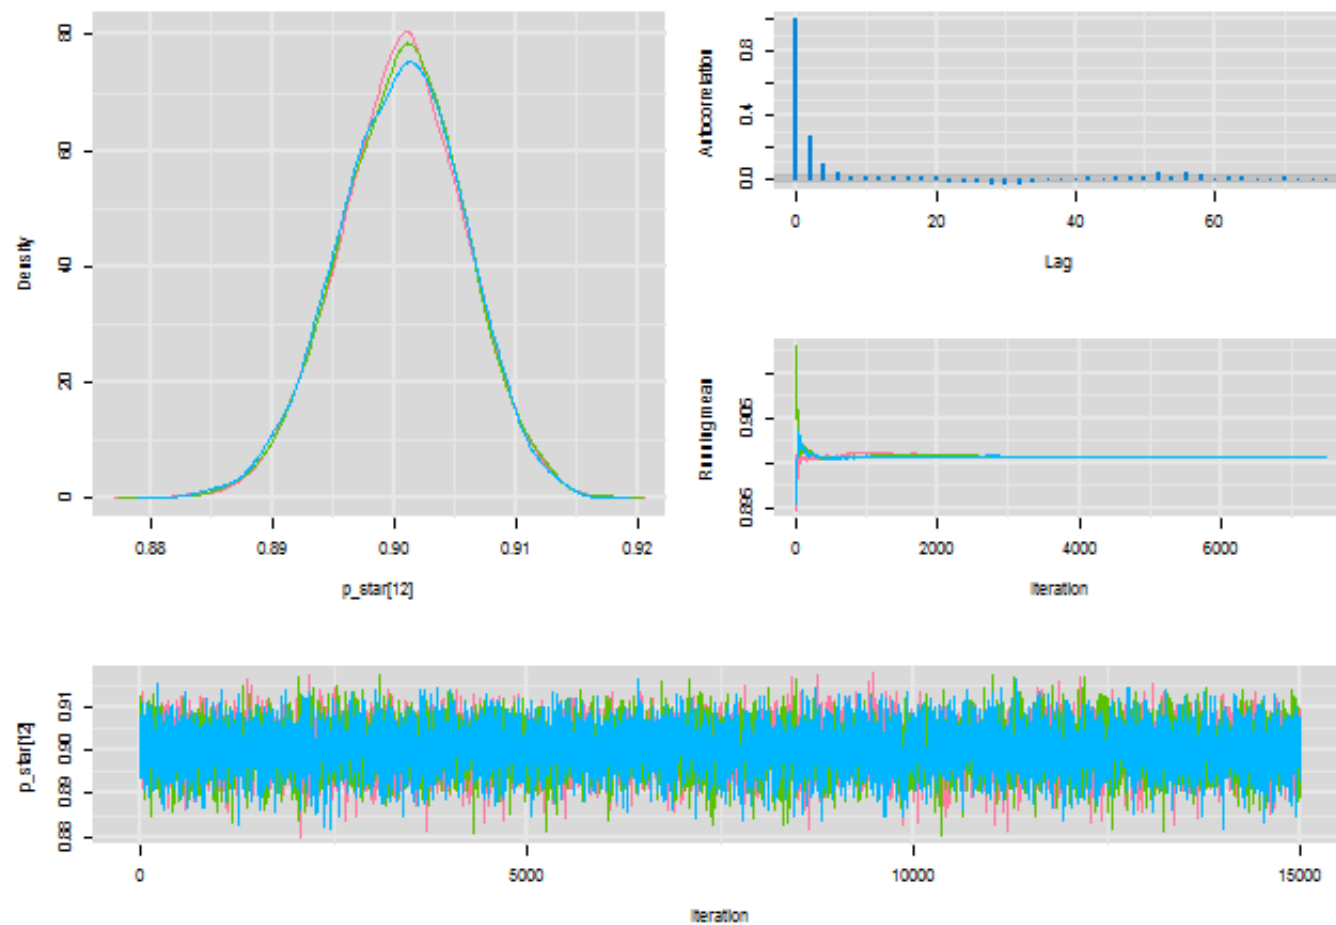 80
60
40
20
0
Density
0.88 0.89 0.90 0.91 0.92
p_star[12]
0.8
0.4
0.0
Autocorrelation
0 20 40 60
Lag
0.905
0.895
Running mean
0 2000 4000 6000
Iteration
0.91
0.90
0.89
0.88
p_star[12]
0 5000 10000 15000
Iteration